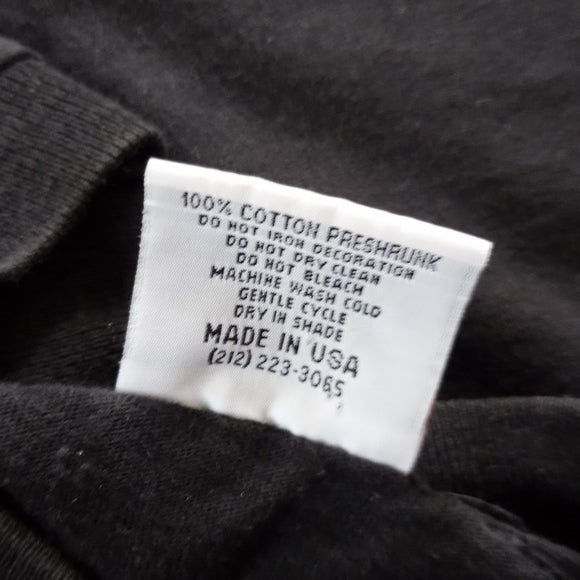 100% COTTON PRESHRUNK
DO NOT IRON DECORATION
DO NOT DRY CLEAN
DO NOT BLEACH
MACHINE WASH COLD
GENTLE CYCLE
DRY IN SHADE
MADE IN USA
(212) 223-3065